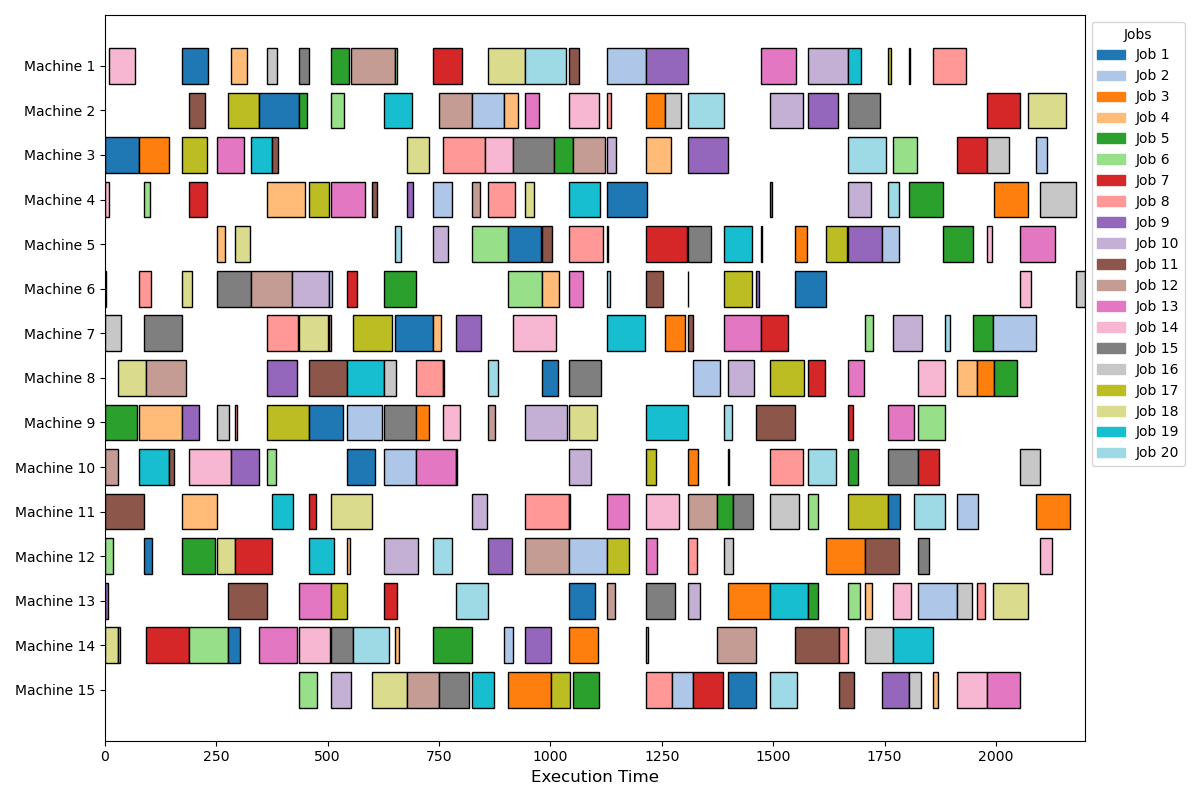 Machine 1
Machine 2
Machine 3
Machine 4
Machine 5
Machine 6
Machine 7
Machine 8
Machine 9
Machine 10
Machine 11
Machine 12
Machine 13
Machine 14
Machine 15
0 250 500 750 1000 1250 1500 1750 2000
Execution Time
Jobs
Job 1
Job 2
Job 3
Job 4
Job 5
Job 6
Job 7
Job 8
Job 9
Job 10
Job 11
Job 12
Job 13
Job 14
Job 15
Job 16
Job 17
Job 18
Job 19
Job 20